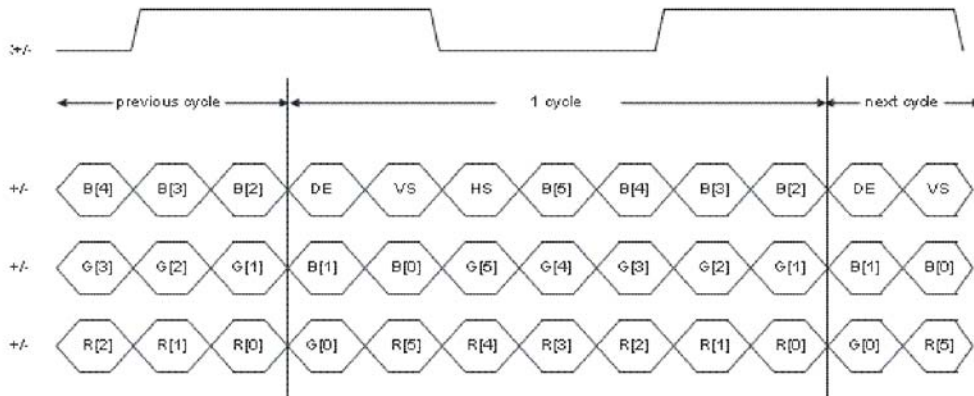 :+/-
previous cycle 1 cycle next cycle
+/- B[4] B[3] B[2] DE VS HS B[5] B[4] B[3] B[2] DE VS
+/- G[3] G[2] G[1] B[1] B[0] G[5] G[4] G[3] G[2] G[1] B[1] B[0]
+/- R[2] R[1] R[0] G[0] R[5] R[4] R[3] R[2] R[1] R[0] G[0] R[5]